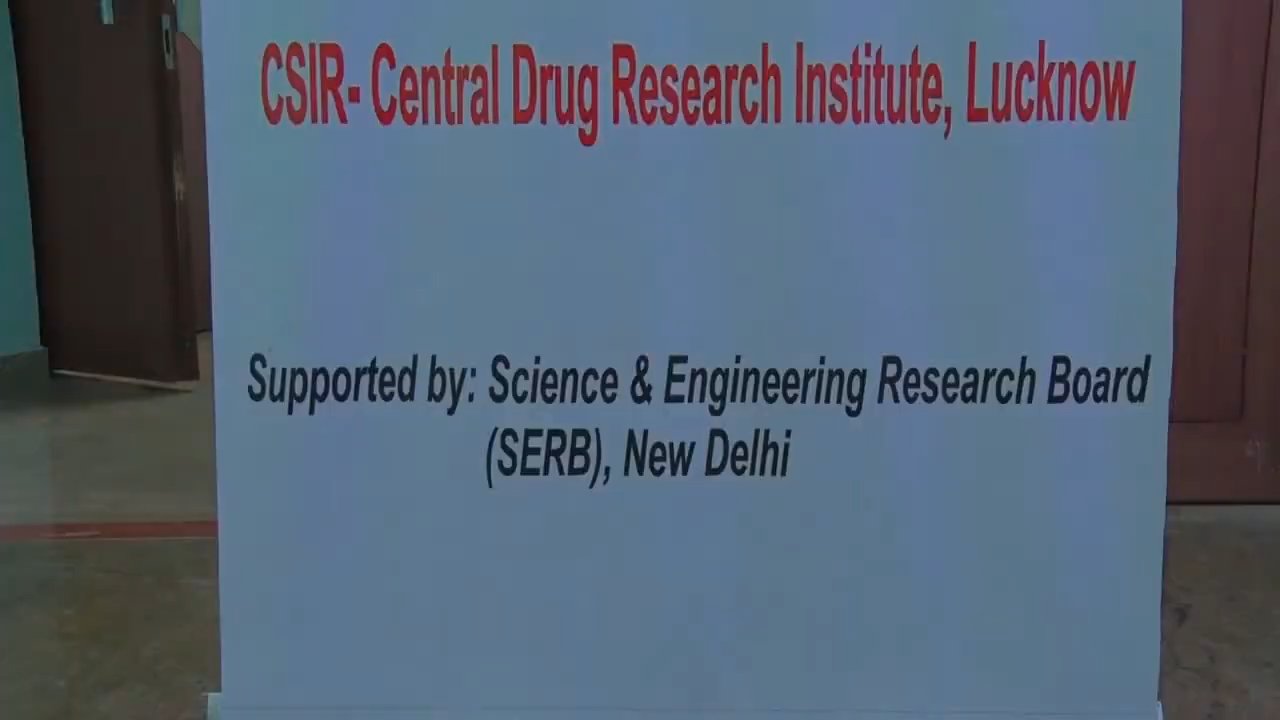 CSIR- Central Drug Research Institute, Lucknow
Supported by: Science & Engineering Research Board
(SERB), New Delhi